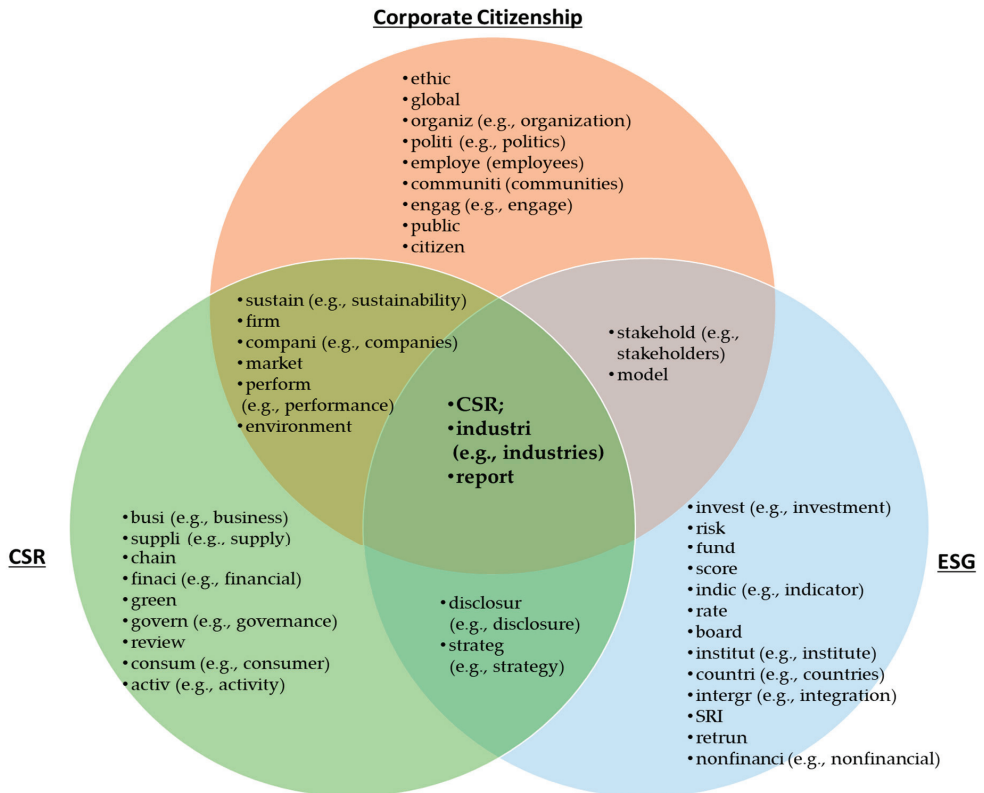 Corporate Citizenship
•ethic
•global
•organiz (e.g., organization)
•politi (e.g., politics)
•employe (employees)
•communiti (communities)
•engag (e.g., engage)
•public
•citizen
•sustain (e.g., sustainability)
•firm
•compani (e.g., companies)
•market
•perform
(e.g., performance)
•environment
•stakehold (e.g.,
stakeholders)
•model
•CSR;
•industri
(e.g., industries)
•report
CSR
•busi (e.g., business)
•suppli (e.g., supply)
•chain
•finaci (e.g., financial)
•green
•govern (e.g., governance)
•review
•consum (e.g., consumer)
•activ (e.g., activity)
•disclosur
(e.g., disclosure)
•strateg
(e.g., strategy)
ESG
•invest (e.g., investment)
•risk
•fund
•score
•indic (e.g., indicator)
•rate
•board
•institut (e.g., institute)
•countri (e.g., countries)
•intergr (e.g., integration)
•SRI
•retrun
•nonfinanci (e.g., nonfinancial)